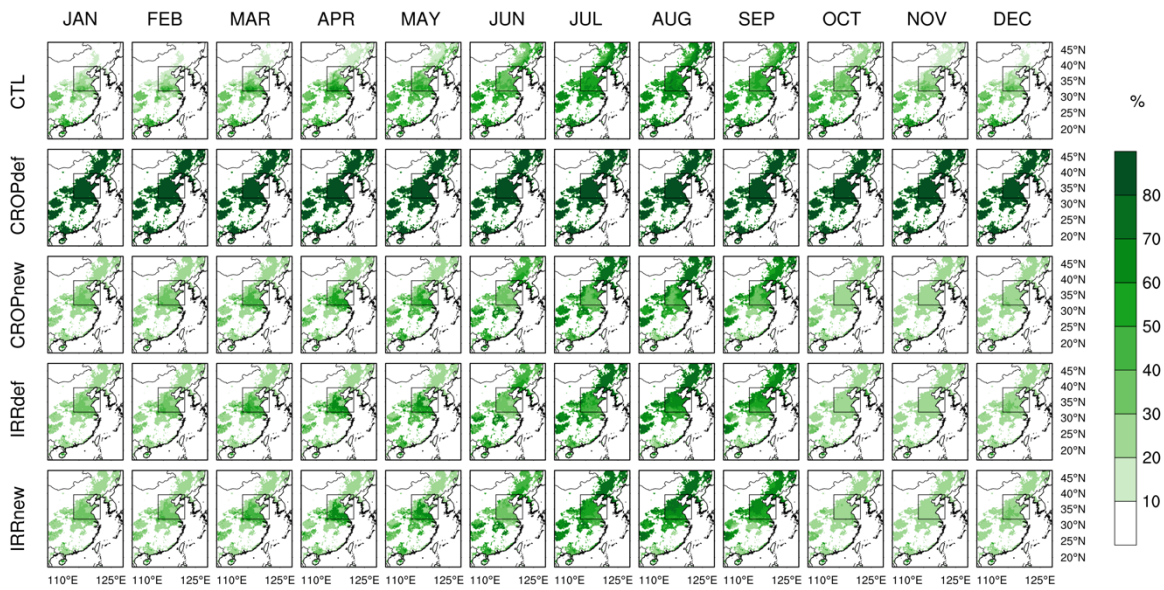 JAN FEB MAR APR MAY JUN JUL AUG SEP OCT NOV DEC
CTL
45°N
40°N
35°N
30°N
25°N
20°N
CROPdef
45°N
40°N
35°N
30°N
25°N
20°N
CROPnew
45°N
40°N
35°N
30°N
25°N
20°N
IRRdef
45°N
40°N
35°N
30°N
25°N
20°N
IRRnew
45°N
40°N
35°N
30°N
25°N
20°N
110°E 125°E 110°E 125°E 110°E 125°E 110°E 125°E 110°E 125°E 110°E 125°E 110°E 125°E 110°E 125°E 110°E 125°E 110°E 125°E 110°E 125°E 110°E 125°E
%
80
70
60
50
40
30
20
10